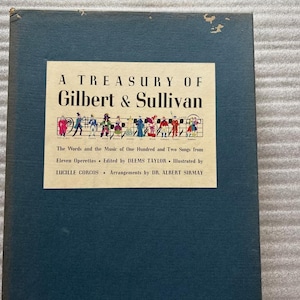 A TREASURY OF
Gilbert & Sullivan
The Words and the Music of One Hundred and Two Songs from
Eleven Operettas • Edited by DEEMS TAYLOR • Illustrated by
LUCILLE CORCOS • Arrangements by DR. ALBERT SIRMAY